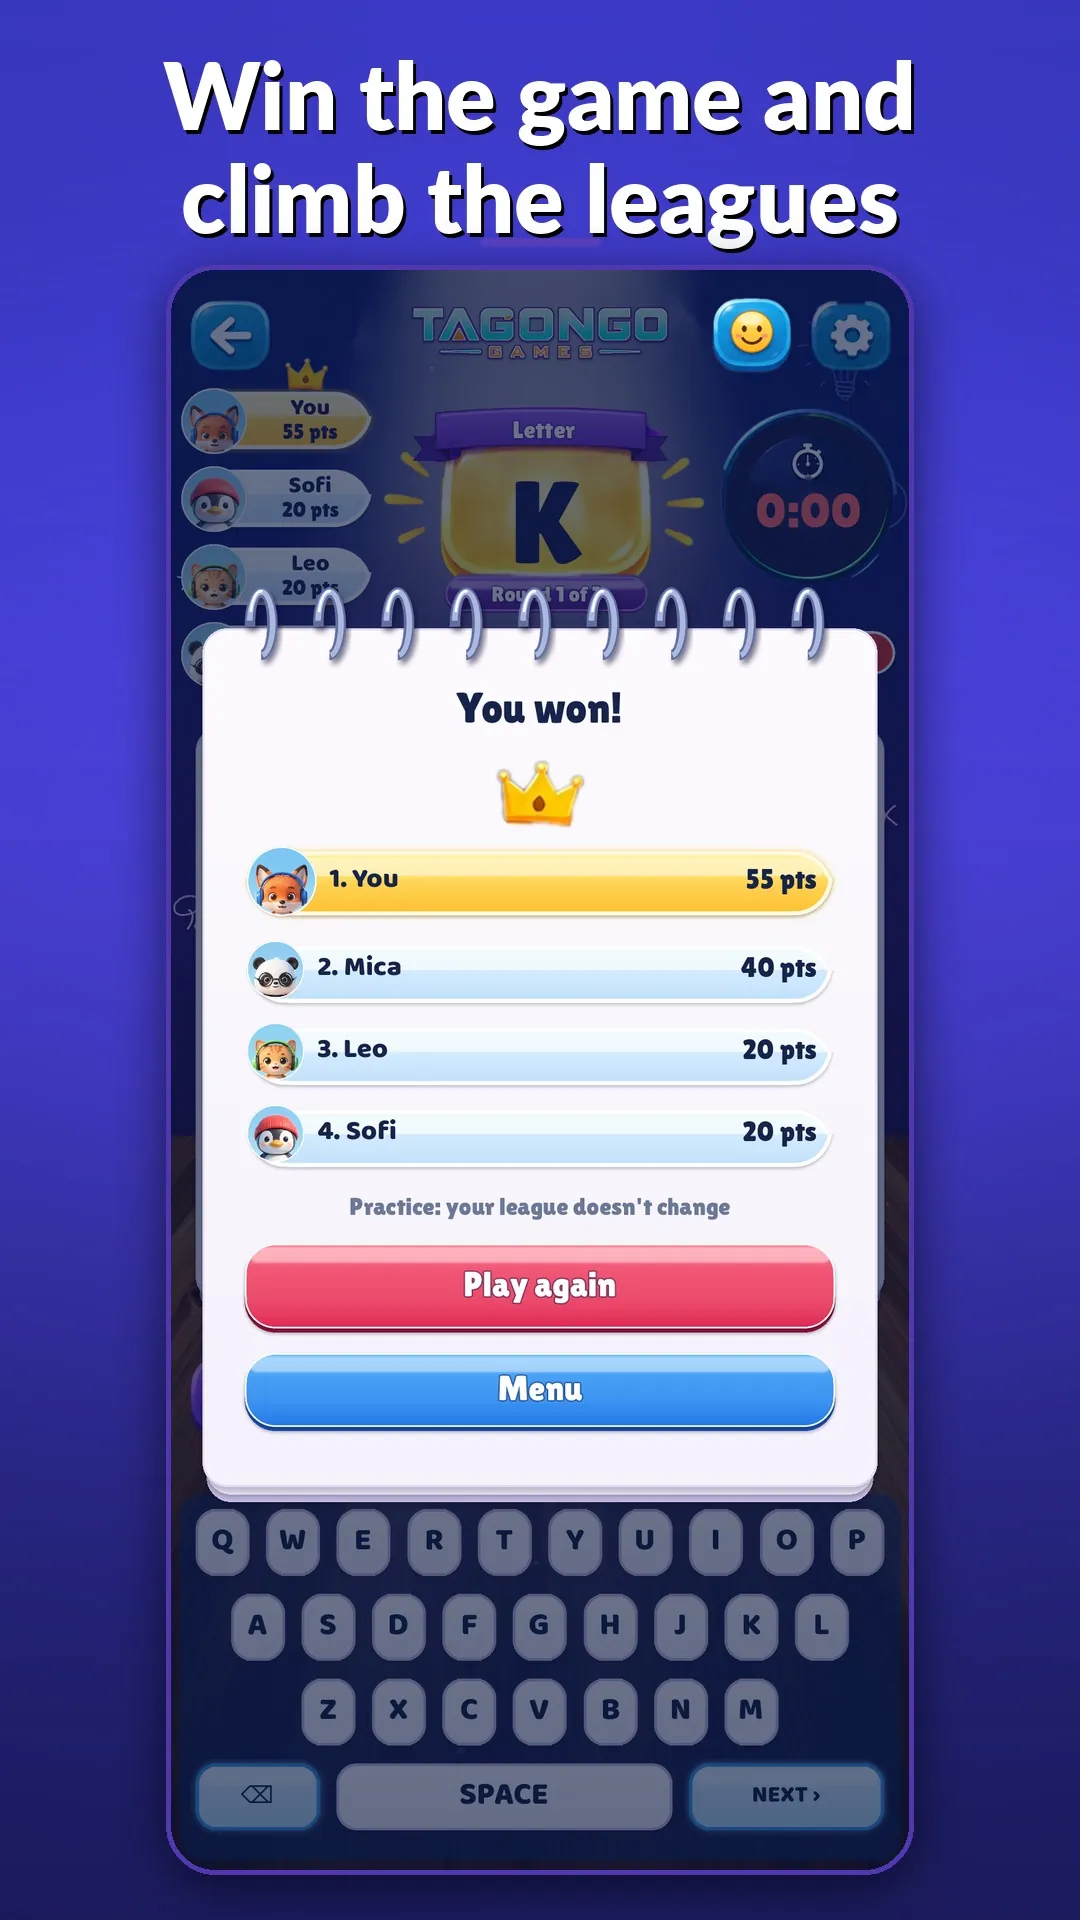 Win the game and
climb the leagues
TAGONGO
GAMES
You
55 pts
Letter
K
Sofi
20 pts
0:00
Leo
20 pts
You won!
1. You 55 pts
2. Mica 40 pts
3. Leo 20 pts
4. Sofi 20 pts
Practice: your league doesn't change
Play again
Menu
Q W E R T Y U I O P
A S D F G H J K L
Z X C V B N M
SPACE NEXT ›